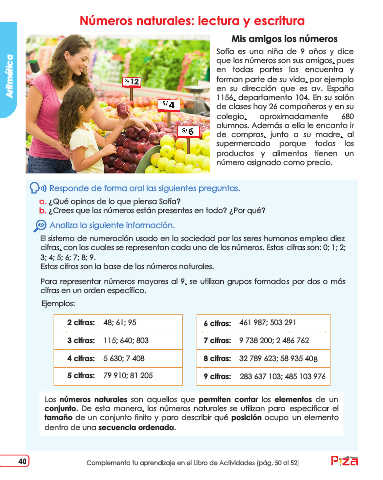 Números naturales: lectura y escritura
Aritmética
S/12
S/4
S/6
Mis amigos los números
Sofía es una niña de 9 años y dice
que los números son sus amigos, pues
en todas partes los encuentra y
forman parte de su vida, por ejemplo
en su dirección que es av. España
1156, departamento 104. En su salón
de clases hay 26 compañeros y en su
colegio, aproximadamente 680
alumnos. Además a ella le encanta ir
de compras, junto a su madre, al
supermercado porque todos los
productos y alimentos tienen un
número asignado como precio.
Responde de forma oral las siguientes preguntas.
a. ¿Qué opinas de lo que piensa Sofía?
b. ¿Crees que los números están presentes en todo? ¿Por qué?
Analiza la siguiente información.
El sistema de numeración usado en la sociedad por los seres humanos emplea diez
cifras, con las cuales se representan cada uno de los números. Estas cifras son: 0; 1; 2;
3; 4; 5; 6; 7; 8; 9.
Estas cifras son la base de los números naturales.
Para representar números mayores al 9, se utilizan grupos formados por dos o más
cifras en un orden específico.
Ejemplos:
2 cifras: 48; 61; 95
3 cifras: 115; 640; 803
4 cifras: 5 630; 7 408
5 cifras: 79 910; 81 205
6 cifras: 461 987; 503 291
7 cifras: 9 738 200; 2 486 762
8 cifras: 32 789 623; 58 935 408
9 cifras: 283 637 103; 485 103 976
Los números naturales son aquellos que permiten contar los elementos de un
conjunto. De esta manera, los números naturales se utilizan para especificar el
tamaño de un conjunto finito y para describir qué posición ocupa un elemento
dentro de una secuencia ordenada.
40
Complementa tu aprendizaje en el Libro de Actividades (pág. 50 al 52)